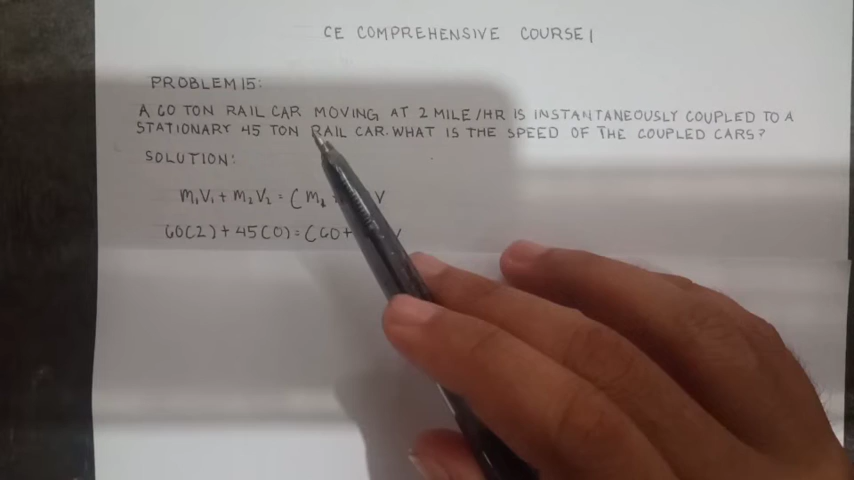 CE COMPREHENSIVE COURSE 1
PROBLEM 15:
A 60 TON RAIL CAR MOVING AT 2 MILE/HR IS INSTANTANEOUSLY COUPLED TO A
STATIONARY 45 TON RAIL CAR. WHAT IS THE SPEED OF THE COUPLED CARS?
SOLUTION:
m₁V₁ + m₂V₂ = (m₁ V
60(2) + 45(0) = (60+ V